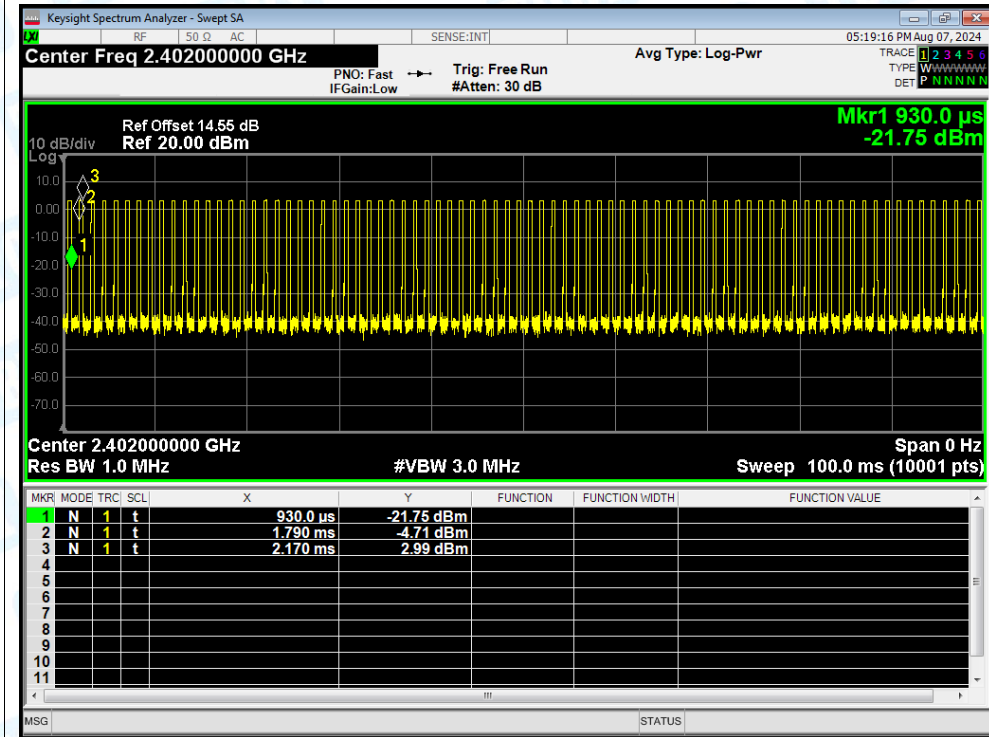 Keysight Spectrum Analyzer - Swept SA
LXI RF 50 Ω AC SENSE:INT 05:19:16 PM Aug 07, 2024
Center Freq 2.402000000 GHz
PNO: Fast
IFGain:Low
Trig: Free Run
#Atten: 30 dB
Avg Type: Log-Pwr
TRACE 1 2 3 4 5 6
TYPE W W W W W W
DET P N N N N N
Mkr1 930.0 µs
-21.75 dBm
Ref Offset 14.55 dB
10 dB/div Ref 20.00 dBm
Log
10.0
0.00
-10.0
-20.0
-30.0
-40.0
-50.0
-60.0
-70.0
3
2
1
Center 2.402000000 GHz Span 0 Hz
Res BW 1.0 MHz #VBW 3.0 MHz Sweep 100.0 ms (10001 pts)
MKR MODE TRC SCL X Y FUNCTION FUNCTION WIDTH FUNCTION VALUE
1 N 1 t 930.0 µs -21.75 dBm
2 N 1 t 1.790 ms -4.71 dBm
3 N 1 t 2.170 ms 2.99 dBm
4
5
6
7
8
9
10
11
MSG STATUS